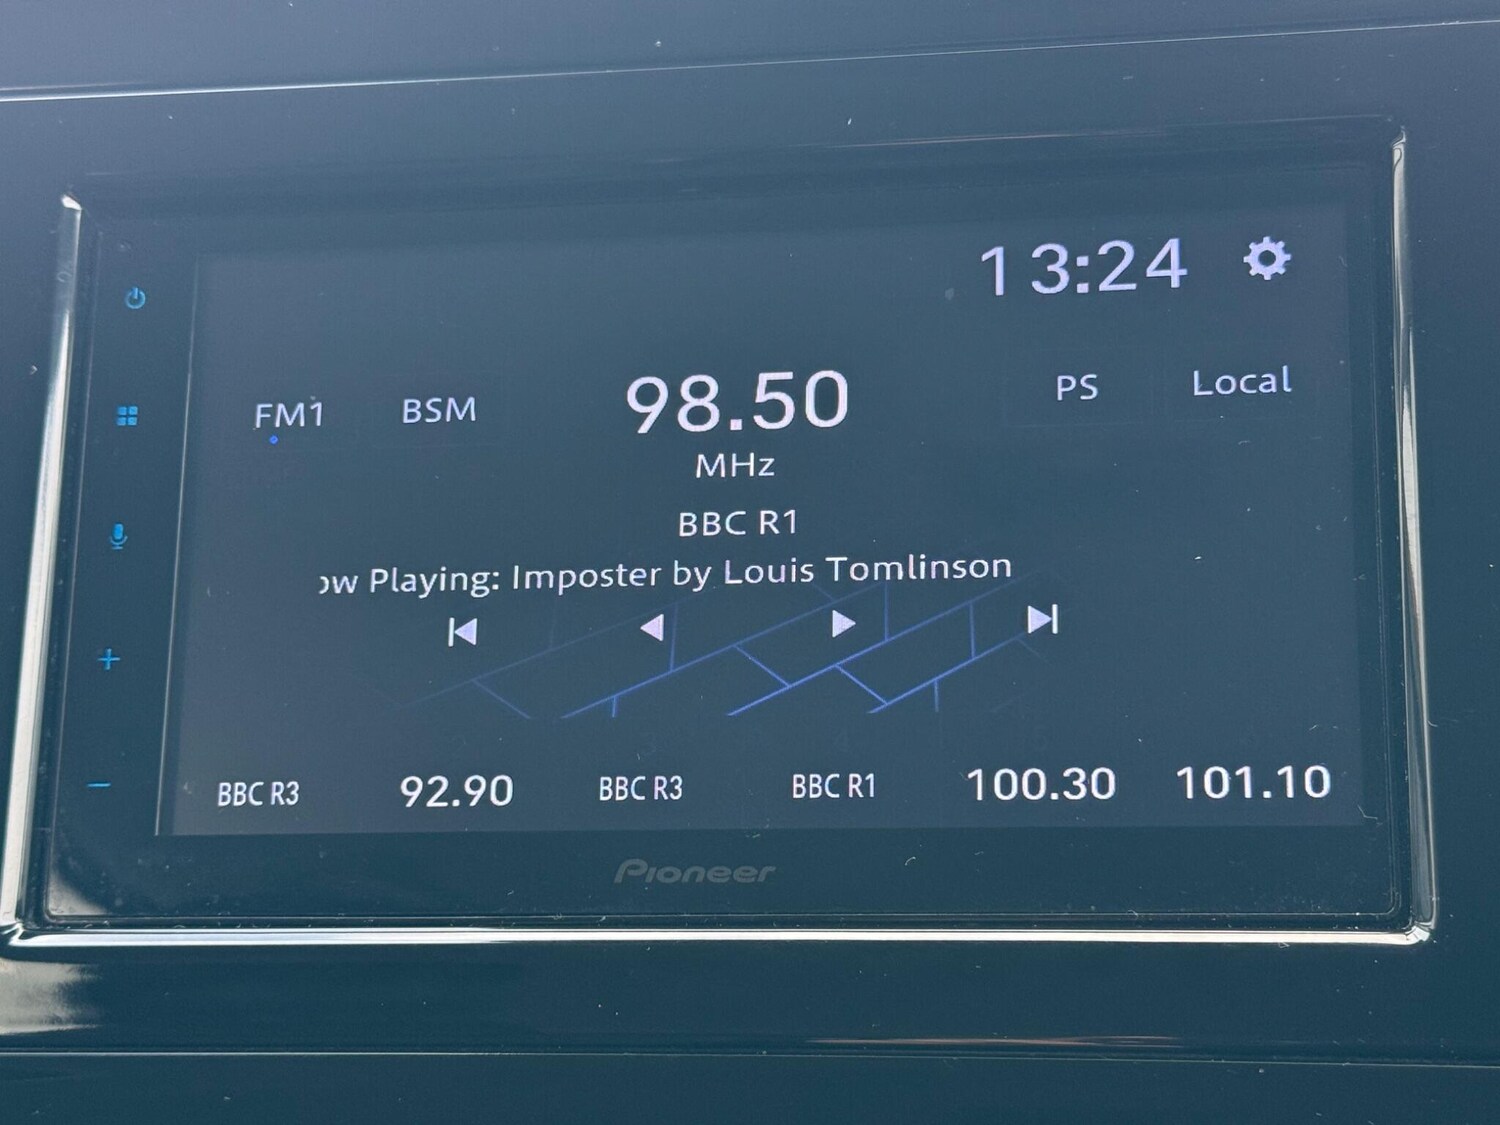 13:24
FM1 BSM 98.50 PS Local
MHz
BBC R1
ow Playing: Imposter by Louis Tomlinson
BBC R3 92.90 BBC R3 BBC R1 100.30 101.10
Pioneer